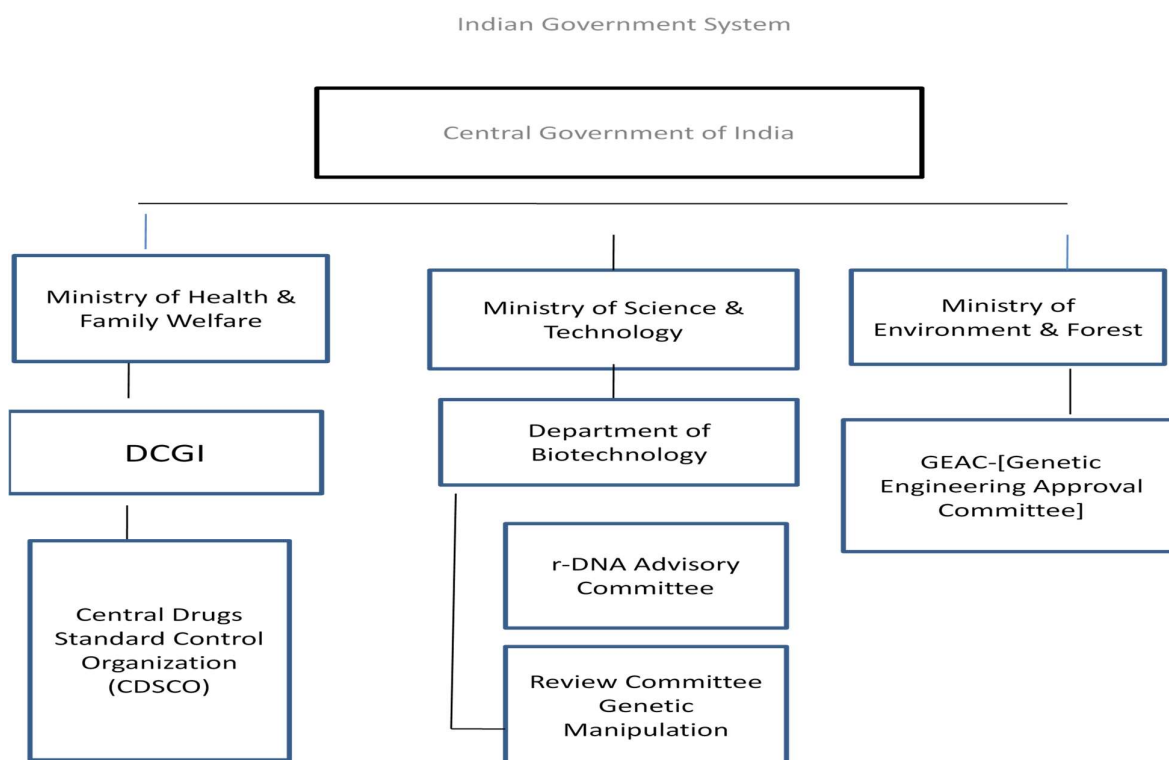 Indian Government System
Central Government of India
Ministry of Health &
Family Welfare
Ministry of Science &
Technology
Ministry of
Environment & Forest
DCGI
Department of
Biotechnology
GEAC-[Genetic
Engineering Approval
Committee]
Central Drugs
Standard Control
Organization
(CDSCO)
r-DNA Advisory
Committee
Review Committee
Genetic
Manipulation